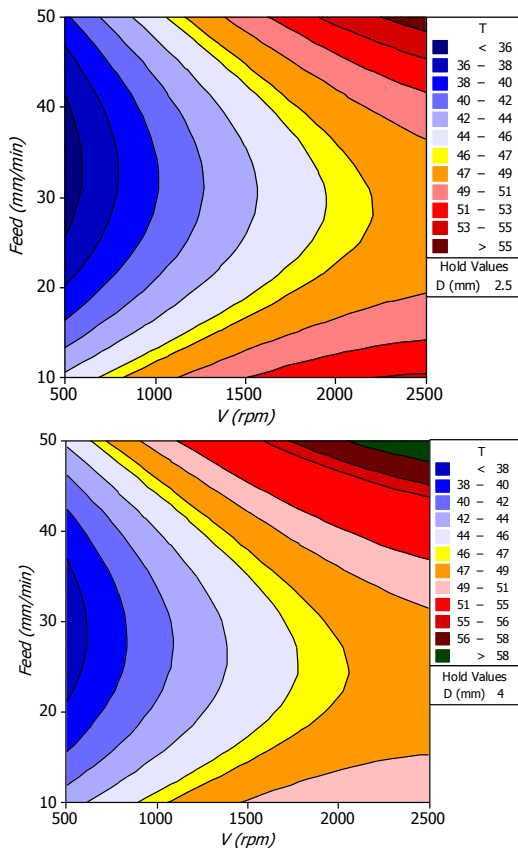 T
< 36
36 – 38
38 – 40
40 – 42
42 – 44
44 – 46
46 – 47
47 – 49
49 – 51
51 – 53
53 – 55
> 55
Hold Values
D (mm) 2.5
50
40
30
20
10
Feed (mm/min)
500 1000 1500 2000 2500
V (rpm)
T
< 38
38 – 40
40 – 42
42 – 44
44 – 46
46 – 47
47 – 49
49 – 51
51 – 55
55 – 56
56 – 58
> 58
Hold Values
D (mm) 4
50
40
30
20
10
Feed (mm/min)
500 1000 1500 2000 2500
V (rpm)